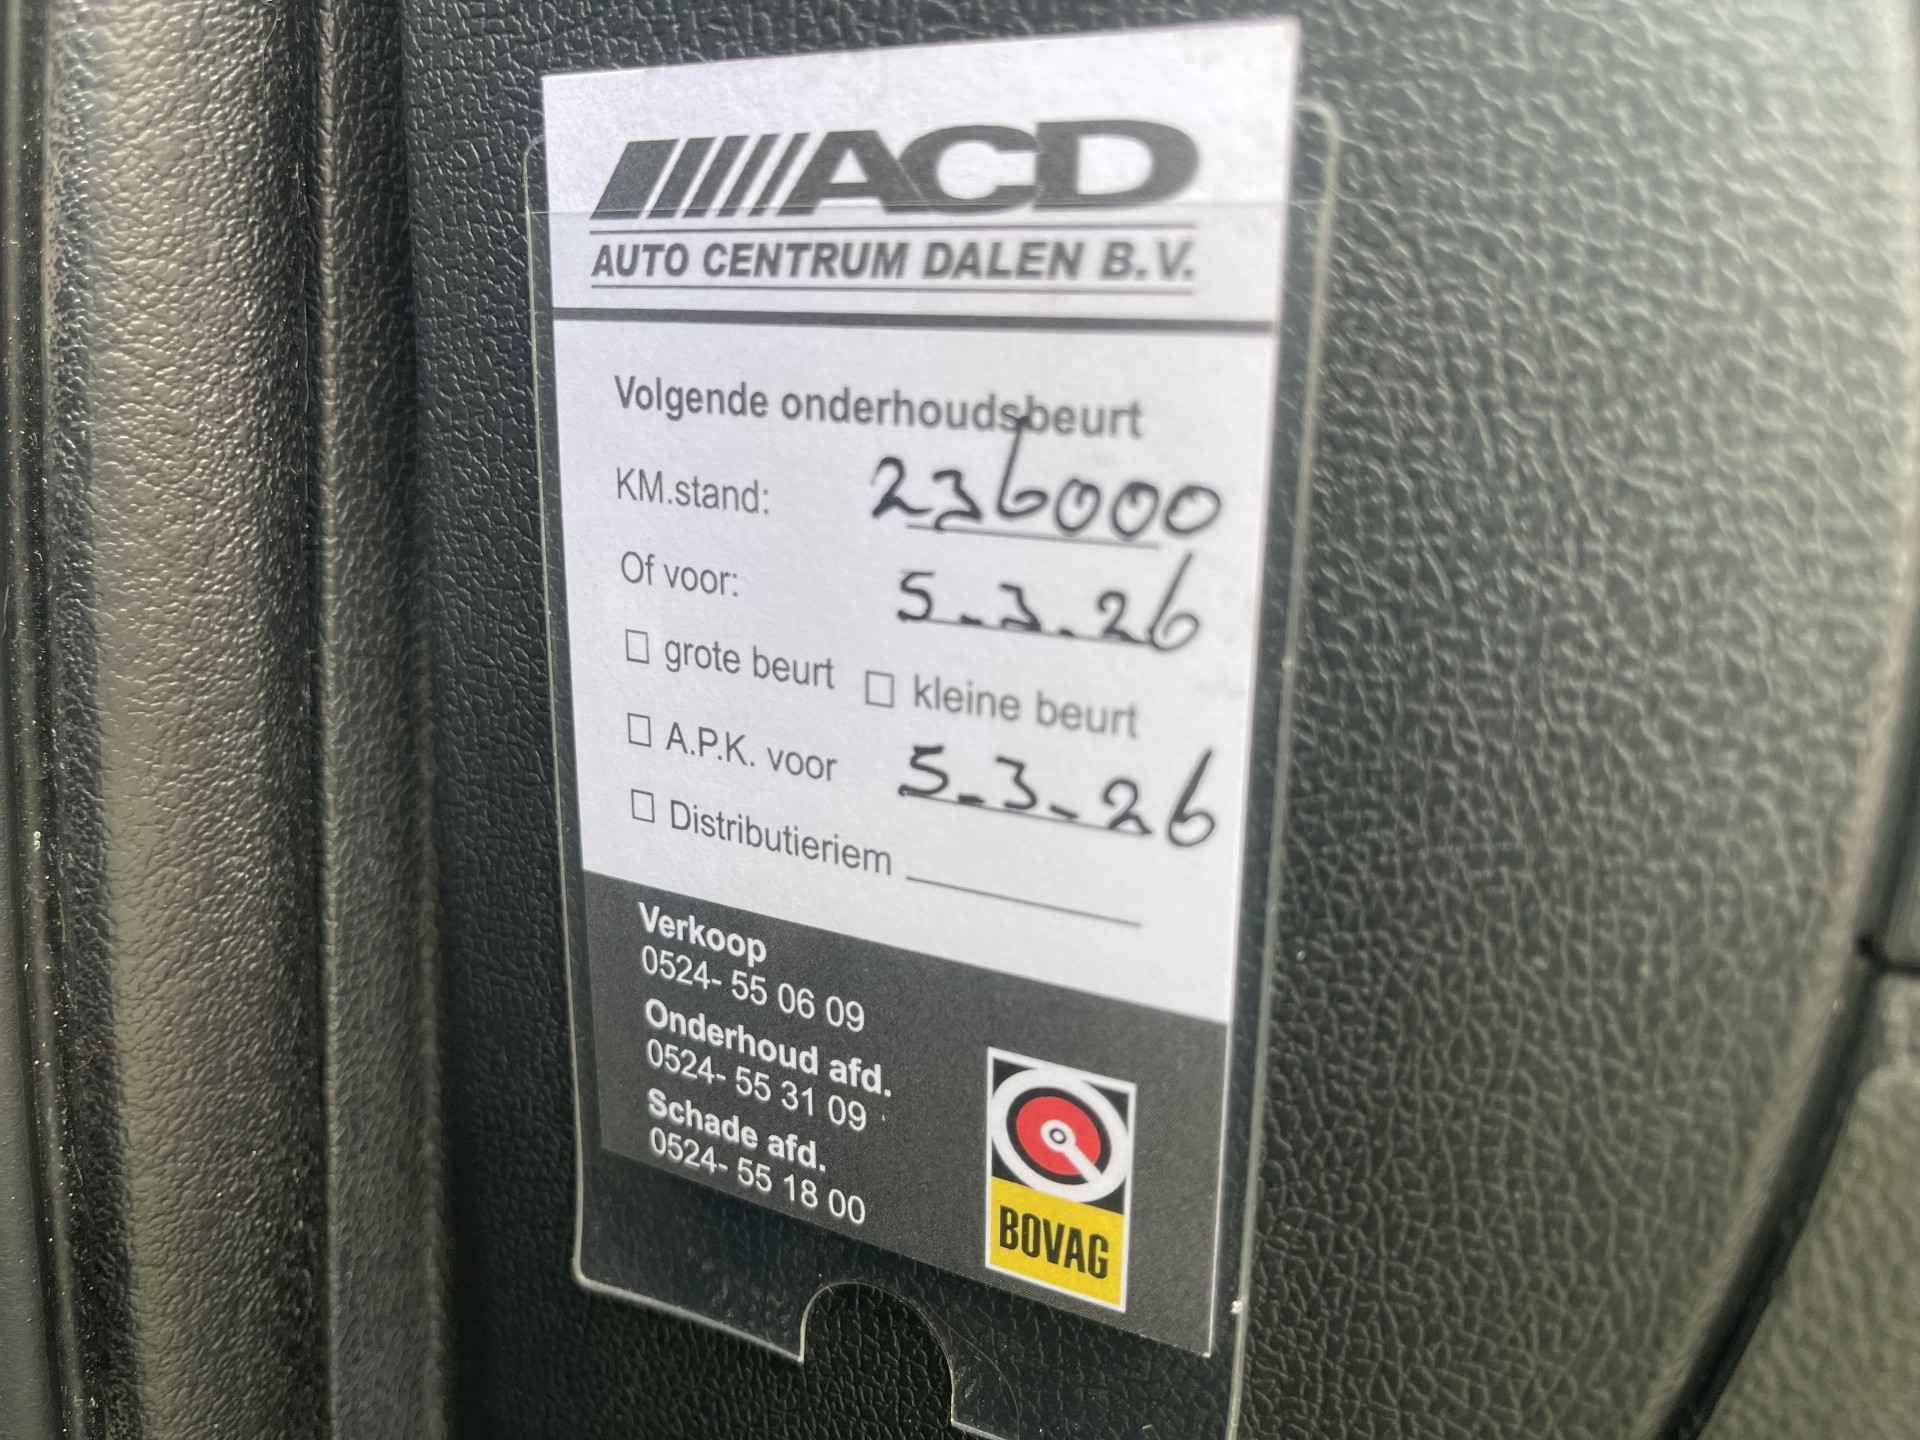 ACD
AUTO CENTRUM DALEN B.V.
Volgende onderhoudsbeurt
KM.stand: 236000
Of voor: 5-3-26
grote beurt kleine beurt
A.P.K. voor 5-3-26
Distributieriem
Verkoop
0524- 55 06 09
Onderhoud afd.
0524- 55 31 09
Schade afd.
0524- 55 18 00
BOVAG